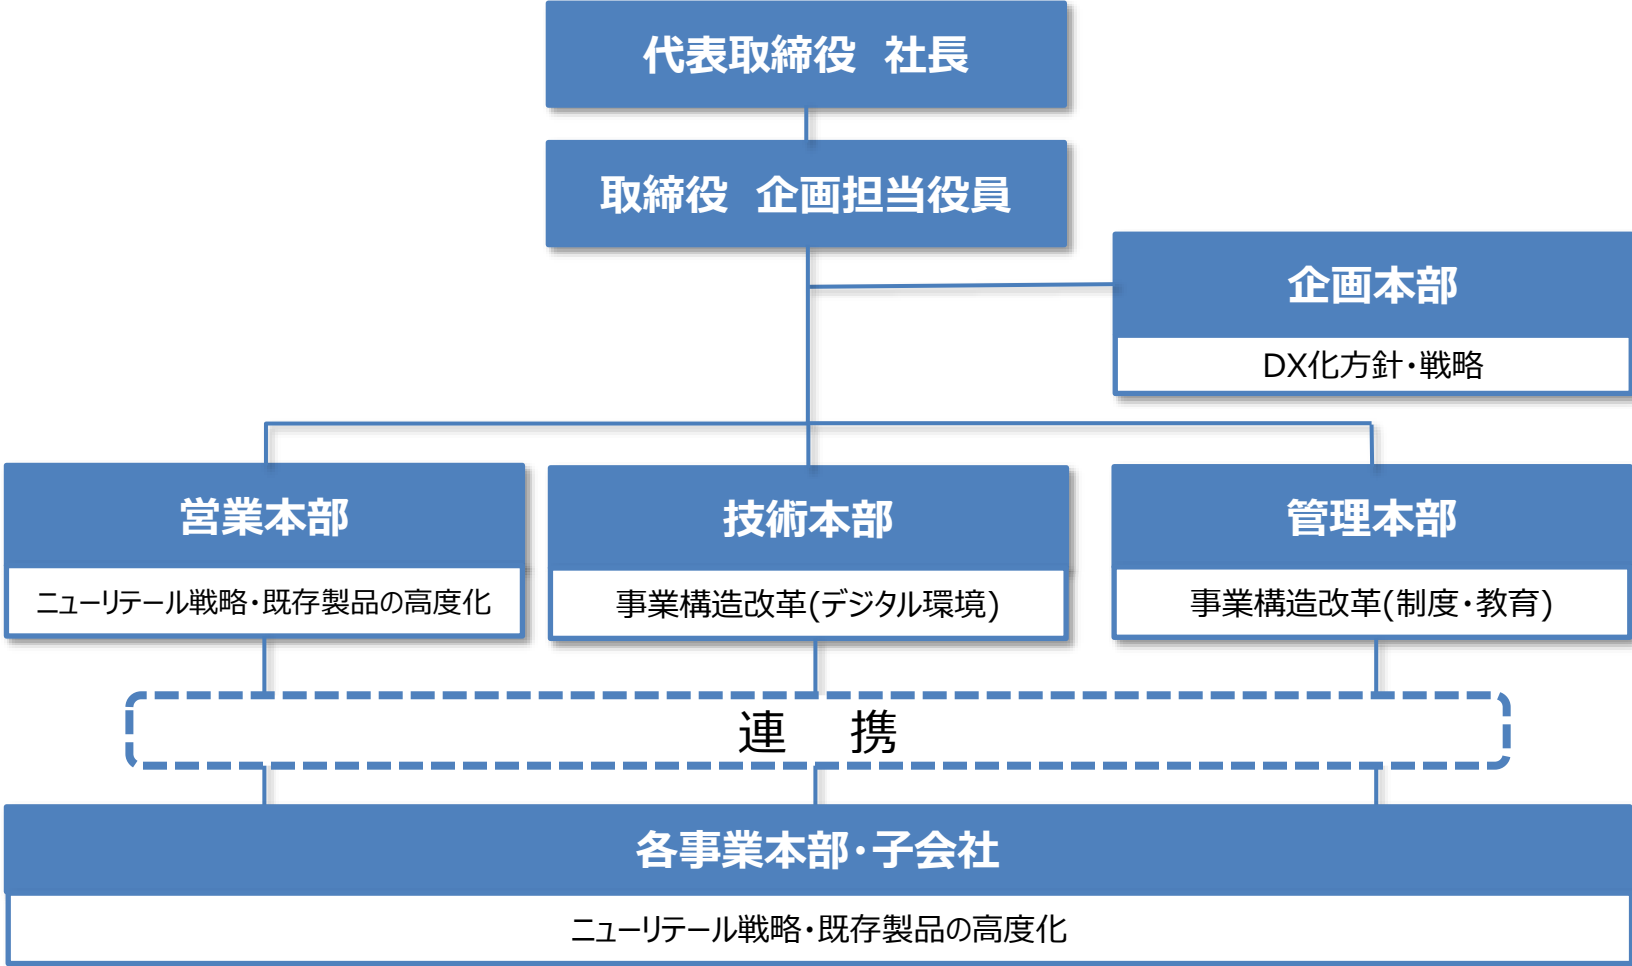 代表取締役　社長
取締役　企画担当役員
企画本部
DX化方針・戦略
営業本部
ニューリテール戦略・既存製品の高度化
技術本部
事業構造改革(デジタル環境)
管理本部
事業構造改革(制度・教育)
連　携
各事業本部・子会社
ニューリテール戦略・既存製品の高度化